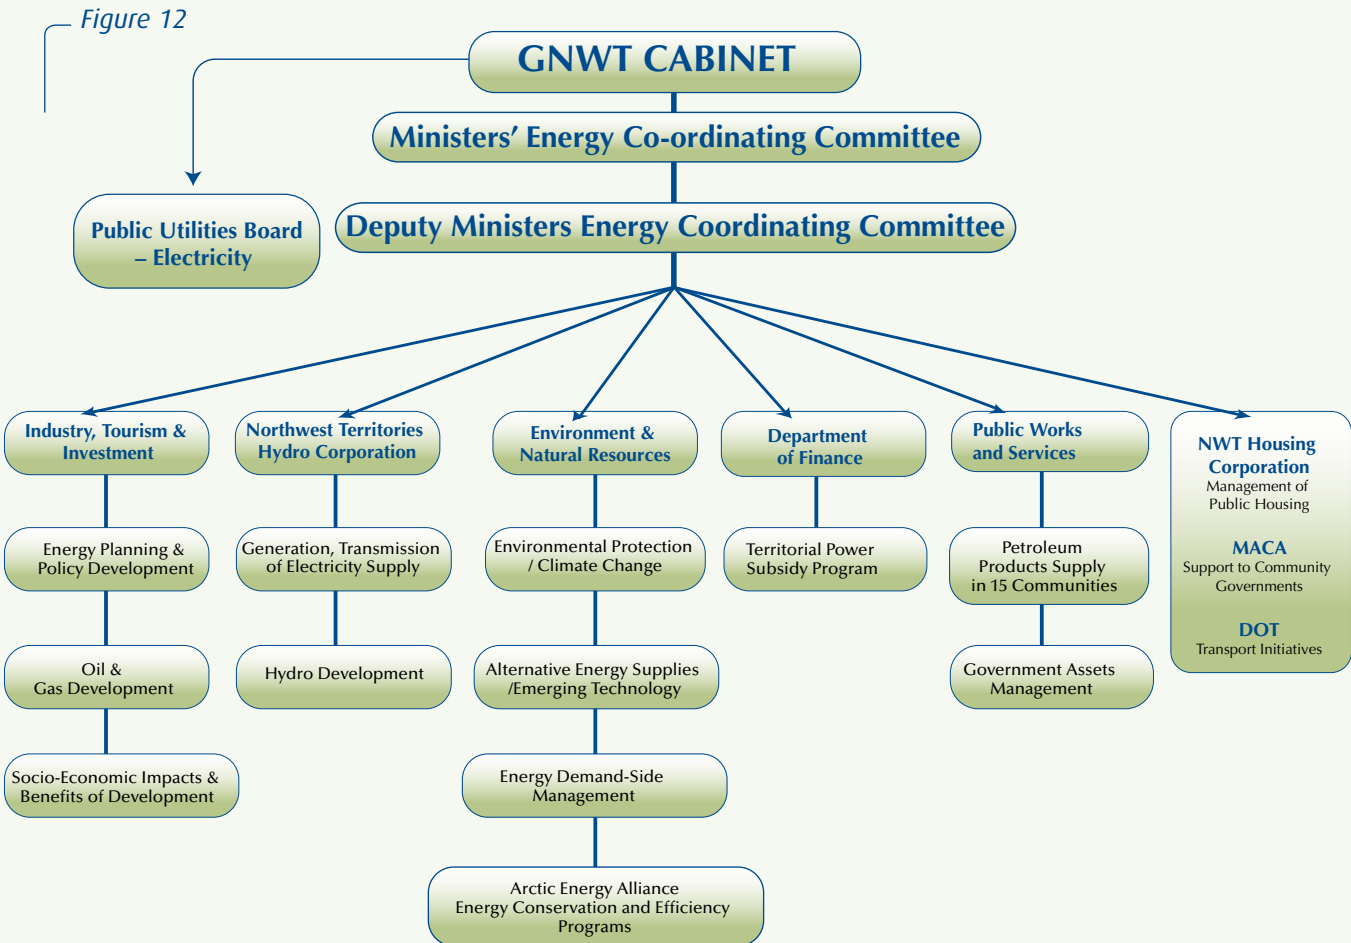 Figure 12
GNWT CABINET
Ministers’ Energy Co-ordinating Committee
Public Utilities Board
– Electricity
Deputy Ministers Energy Coordinating Committee
Industry, Tourism &
Investment
Energy Planning &
Policy Development
Oil &
Gas Development
Socio-Economic Impacts &
Benefits of Development
Northwest Territories
Hydro Corporation
Generation, Transmission
of Electricity Supply
Hydro Development
Environment &
Natural Resources
Environmental Protection
/ Climate Change
Alternative Energy Supplies
/Emerging Technology
Energy Demand-Side
Management
Arctic Energy Alliance
Energy Conservation and Efficiency
Programs
Department
of Finance
Territorial Power
Subsidy Program
Public Works
and Services
Petroleum
Products Supply
in 15 Communities
Government Assets
Management
NWT Housing
Corporation
Management of
Public Housing
MACA
Support to Community
Governments
DOT
Transport Initiatives